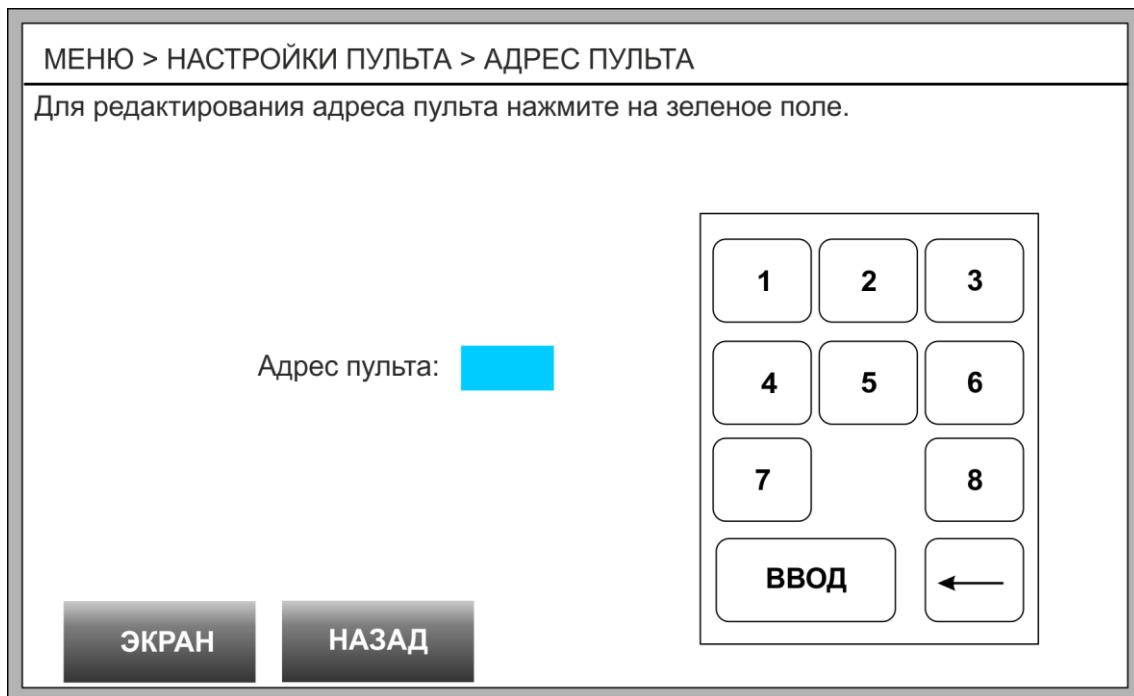 МЕНЮ > НАСТРОЙКИ ПУЛЬТА > АДРЕС ПУЛЬТА
Для редактирования адреса пульта нажмите на зеленое поле.
Адрес пульта:
1 2 3
4 5 6
7 8
ВВОД
ЭКРАН НАЗАД